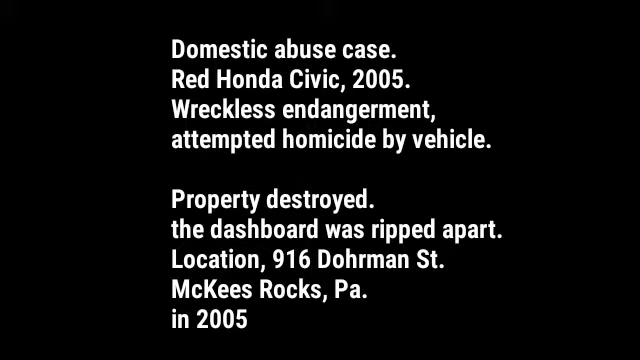 Domestic abuse case.
Red Honda Civic, 2005.
Wreckless endangerment,
attempted homicide by vehicle.
Property destroyed.
the dashboard was ripped apart.
Location, 916 Dohrman St.
McKees Rocks, Pa.
in 2005